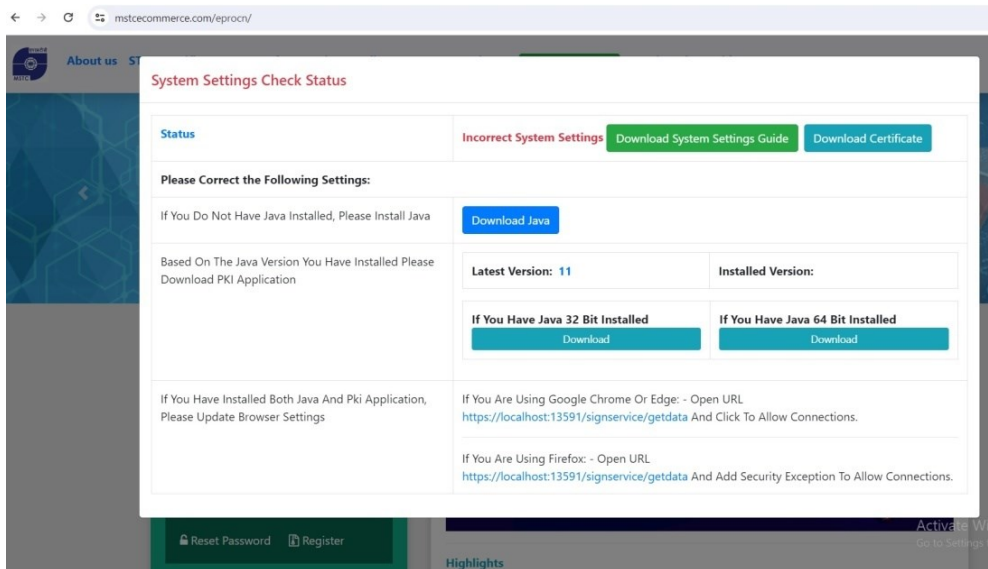 mstcecommerce.com/eprocn/
MSTC
About us ST
System Settings Check Status
Status
Incorrect System Settings Download System Settings Guide Download Certificate
Please Correct the Following Settings:
If You Do Not Have Java Installed, Please Install Java
Download Java
Based On The Java Version You Have Installed Please
Download PKI Application
Latest Version: 11
Installed Version:
If You Have Java 32 Bit Installed
Download
If You Have Java 64 Bit Installed
Download
If You Have Installed Both Java And Pki Application,
Please Update Browser Settings
If You Are Using Google Chrome Or Edge: - Open URL
https://localhost:13591/signservice/getdata And Click To Allow Connections.
If You Are Using Firefox: - Open URL
https://localhost:13591/signservice/getdata And Add Security Exception To Allow Connections.
Reset Password Register
Highlights
Activate W
Go to Settings